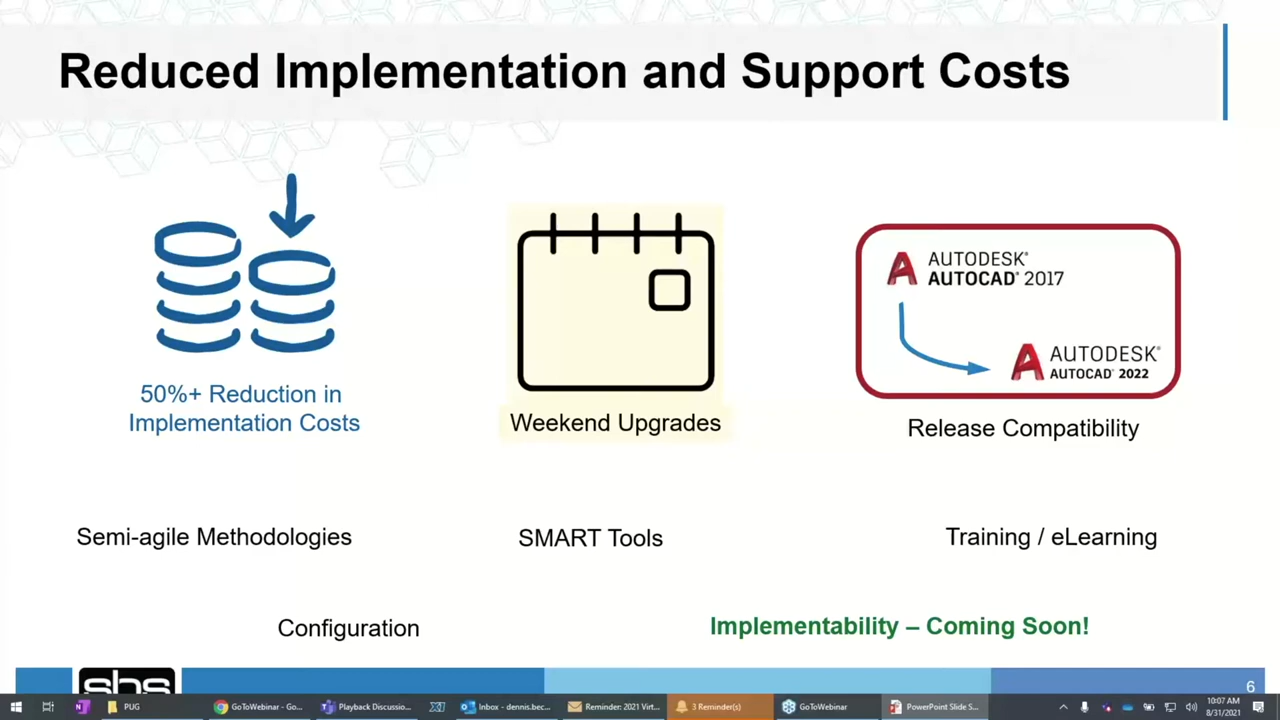 Reduced Implementation and Support Costs
AUTODESK®
AUTOCAD® 2017
AUTODESK®
AUTOCAD® 2022
50%+ Reduction in
Implementation Costs
Weekend Upgrades
Release Compatibility
Semi-agile Methodologies
SMART Tools
Training / eLearning
Configuration
Implementability – Coming Soon!
sbs
6
PUG
GoToWebinar - Go...
Playback Discussio...
Inbox - dennis.bec...
Reminder: 2021 Virt...
3 Reminder(s)
GoToWebinar
PowerPoint Slide S...
10:07 AM
8/31/2021